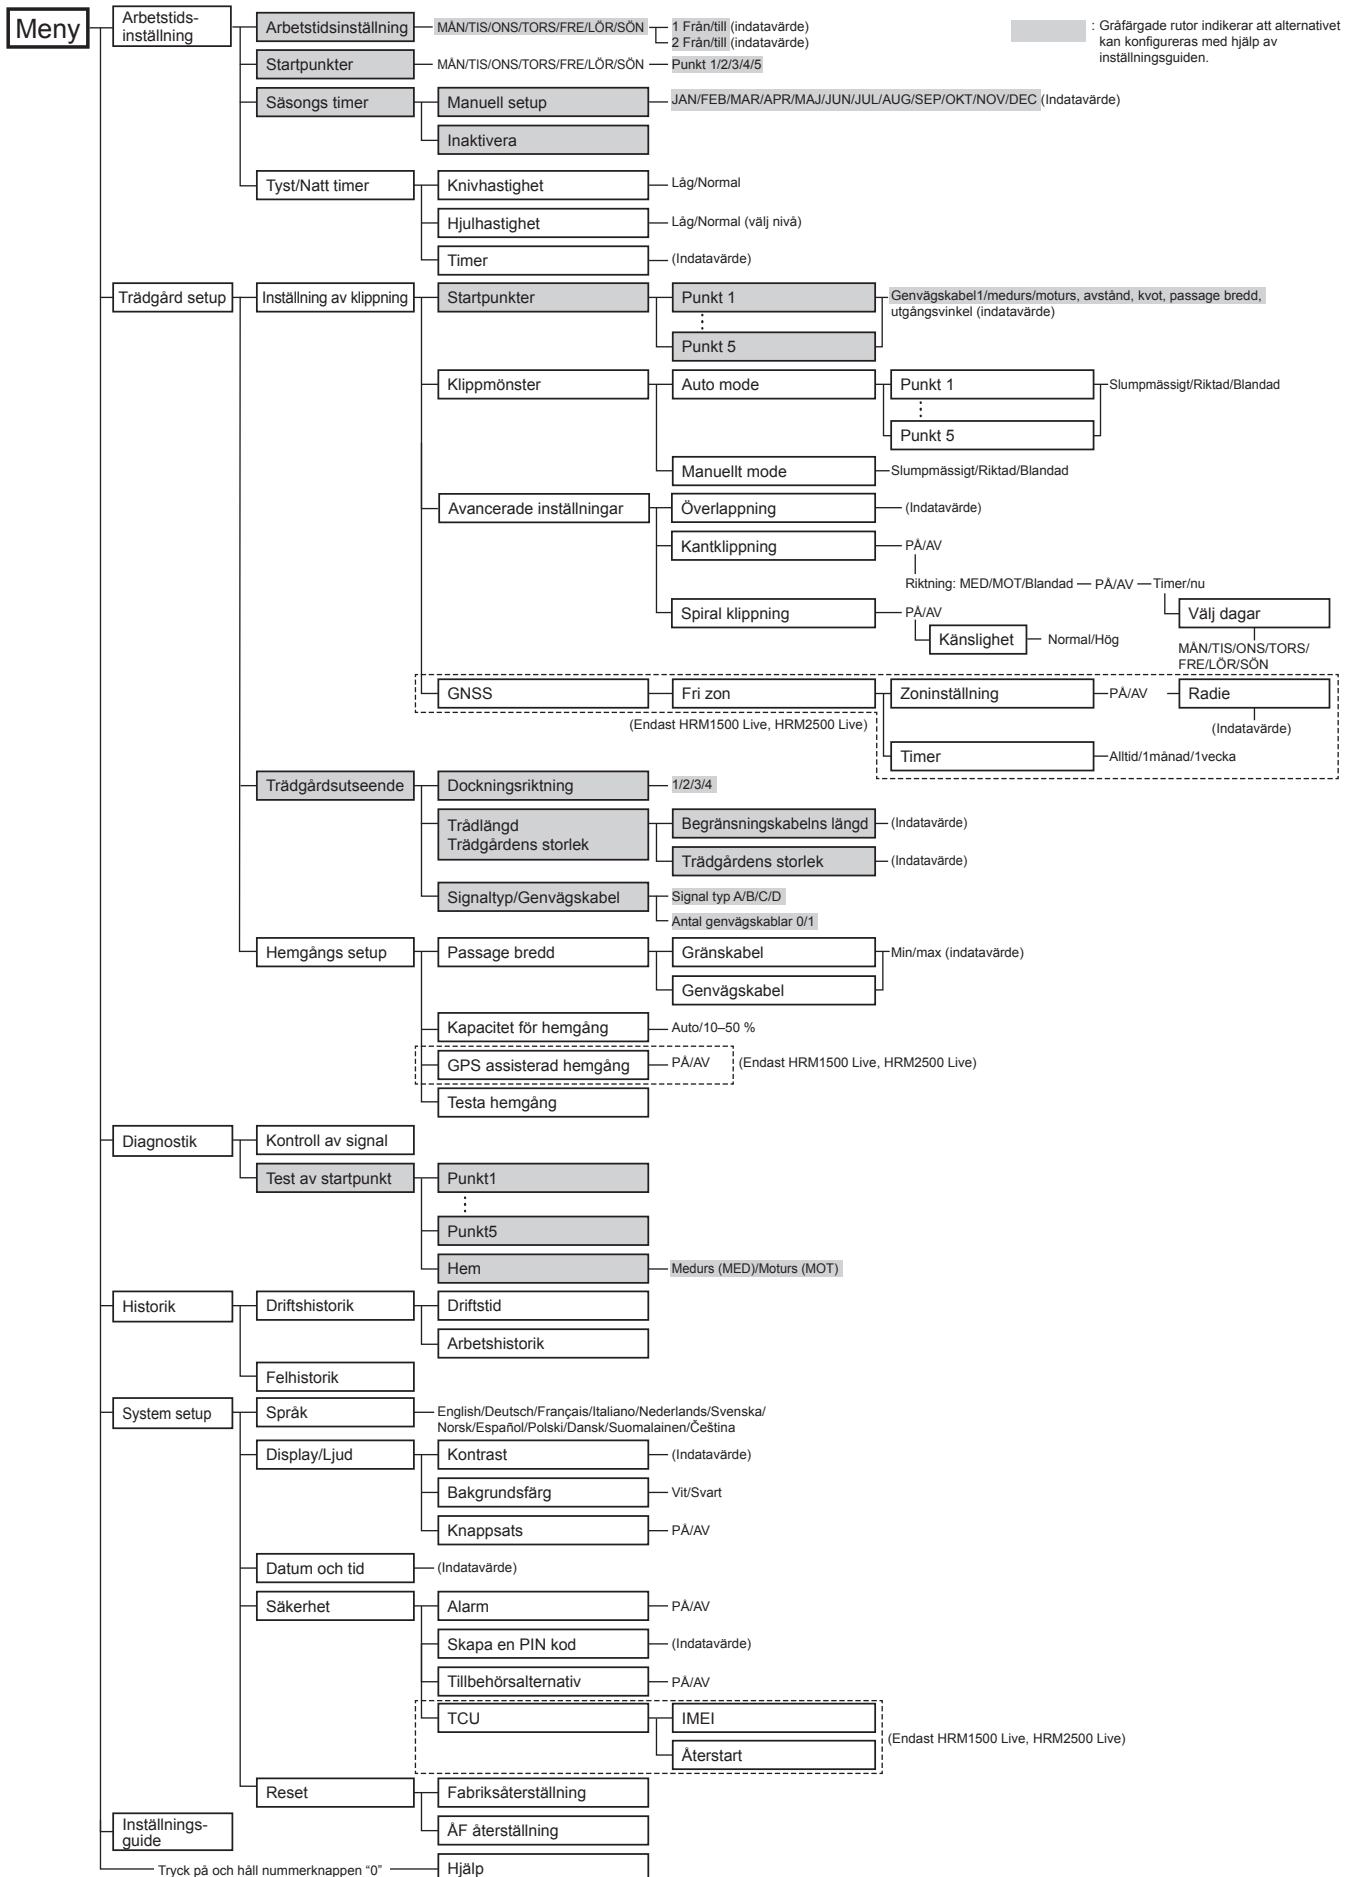 Meny
Arbetstids-
inställning
Arbetstidsinställning
MÅN/TIS/ONS/TORS/FRE/LÖR/SÖN
1 Från/till (indatavärde)
2 Från/till (indatavärde)
: Gråfärgade rutor indikerar att alternativet
kan konfigureras med hjälp av
inställningsguiden.
Startpunkter
MÅN/TIS/ONS/TORS/FRE/LÖR/SÖN
Punkt 1/2/3/4/5
Säsongs timer
Manuell setup
JAN/FEB/MAR/APR/MAJ/JUN/JUL/AUG/SEP/OKT/NOV/DEC (Indatavärde)
Inaktivera
Tyst/Natt timer
Knivhastighet
Låg/Normal
Hjulhastighet
Låg/Normal (välj nivå)
Timer
(Indatavärde)
Trädgård setup
Inställning av klippning
Startpunkter
Punkt 1
Punkt 5
Genvägskabel1/medurs/moturs, avstånd, kvot, passage bredd,
utgångsvinkel (indatavärde)
Klippmönster
Auto mode
Punkt 1
Punkt 5
Slumpmässigt/Riktad/Blandad
Manuellt mode
Slumpmässigt/Riktad/Blandad
Avancerade inställningar
Överlappning
(Indatavärde)
Kantklippning
PÅ/AV
Riktning: MED/MOT/Blandad
PÅ/AV
Timer/nu
Välj dagar
MÅN/TIS/ONS/TORS/
FRE/LÖR/SÖN
Spiral klippning
PÅ/AV
Känslighet
Normal/Hög
GNSS
Fri zon
Zoninställning
PÅ/AV
Radie
(Indatavärde)
(Endast HRM1500 Live, HRM2500 Live)
Timer
Alltid/1månad/1vecka
Trädgårdsutseende
Dockningsriktning
1/2/3/4
Trådlängd
Trädgårdens storlek
Begränsningskabelns längd
(Indatavärde)
Trädgårdens storlek
(Indatavärde)
Signaltyp/Genvägskabel
Signal typ A/B/C/D
Antal genvägskablar 0/1
Hemgångs setup
Passage bredd
Gränskabel
Genvägskabel
Min/max (indatavärde)
Kapacitet för hemgång
Auto/10–50 %
GPS assisterad hemgång
PÅ/AV
(Endast HRM1500 Live, HRM2500 Live)
Testa hemgång
Diagnostik
Kontroll av signal
Test av startpunkt
Punkt1
Punkt5
Hem
Medurs (MED)/Moturs (MOT)
Historik
Driftshistorik
Driftstid
Arbetshistorik
Felhistorik
System setup
Språk
English/Deutsch/Français/Italiano/Nederlands/Svenska/
Norsk/Español/Polski/Dansk/Suomalainen/Čeština
Display/Ljud
Kontrast
(Indatavärde)
Bakgrundsfärg
Vit/Svart
Knappsats
PÅ/AV
Datum och tid
(Indatavärde)
Säkerhet
Alarm
PÅ/AV
Skapa en PIN kod
(Indatavärde)
Tillbehörsalternativ
PÅ/AV
TCU
IMEI
Återstart
(Endast HRM1500 Live, HRM2500 Live)
Reset
Fabriksåterställning
ÅF återställning
Inställnings-
guide
Tryck på och håll nummerknappen “0”
Hjälp